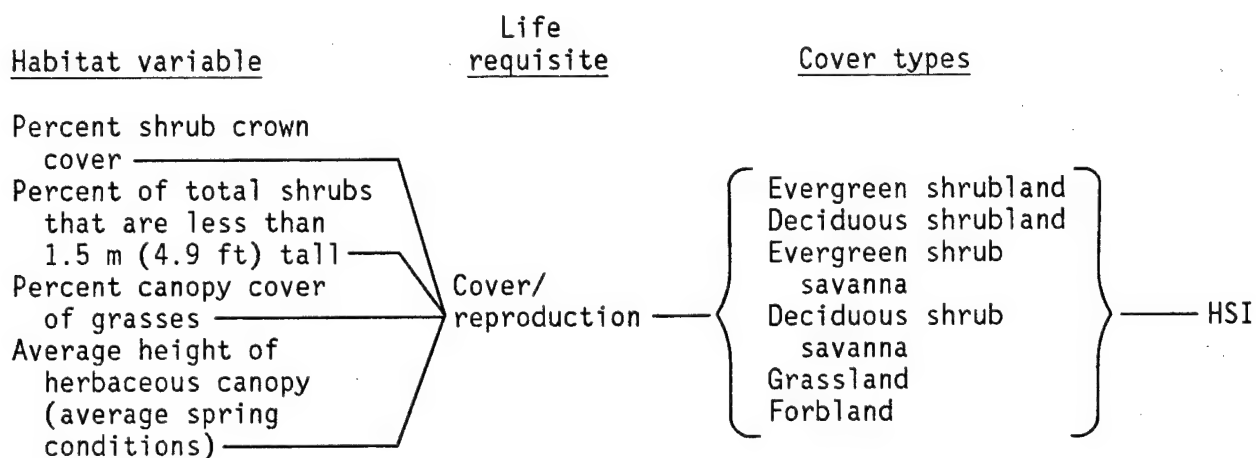 Life
Habitat variable requisite Cover types
Percent shrub crown
cover
Percent of total shrubs
that are less than
1.5 m (4.9 ft) tall
Percent canopy cover
of grasses
Average height of
herbaceous canopy
(average spring
conditions)
Cover/
reproduction
Evergreen shrubland
Deciduous shrubland
Evergreen shrub
savanna
Deciduous shrub
savanna
Grassland
Forbland
HSI